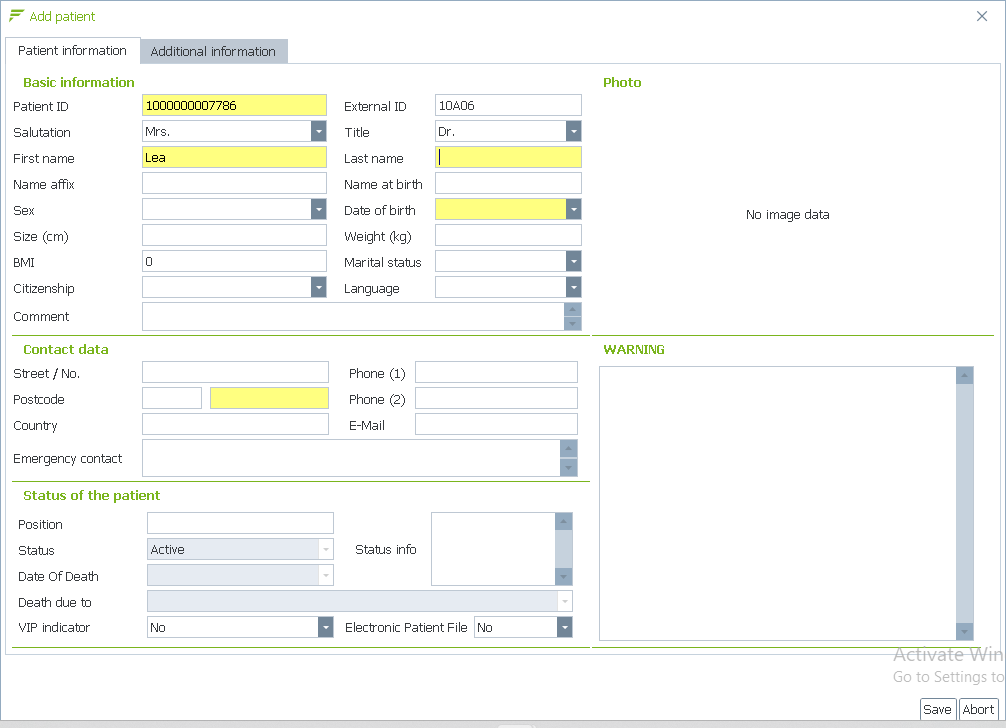 Add patient
Patient information Additional information
Basic information Photo
Patient ID 1000000007786 External ID 10A06
Salutation Mrs. Title Dr.
First name Lea Last name
Name affix Name at birth
Sex Date of birth No image data
Size (cm) Weight (kg)
BMI 0 Marital status
Citizenship Language
Comment
Contact data WARNING
Street / No. Phone (1)
Postcode Phone (2)
Country E-Mail
Emergency contact
Status of the patient
Position
Status Active Status info
Date Of Death
Death due to
VIP indicator No Electronic Patient File No
Activate Win
Go to Settings to
Save Abort